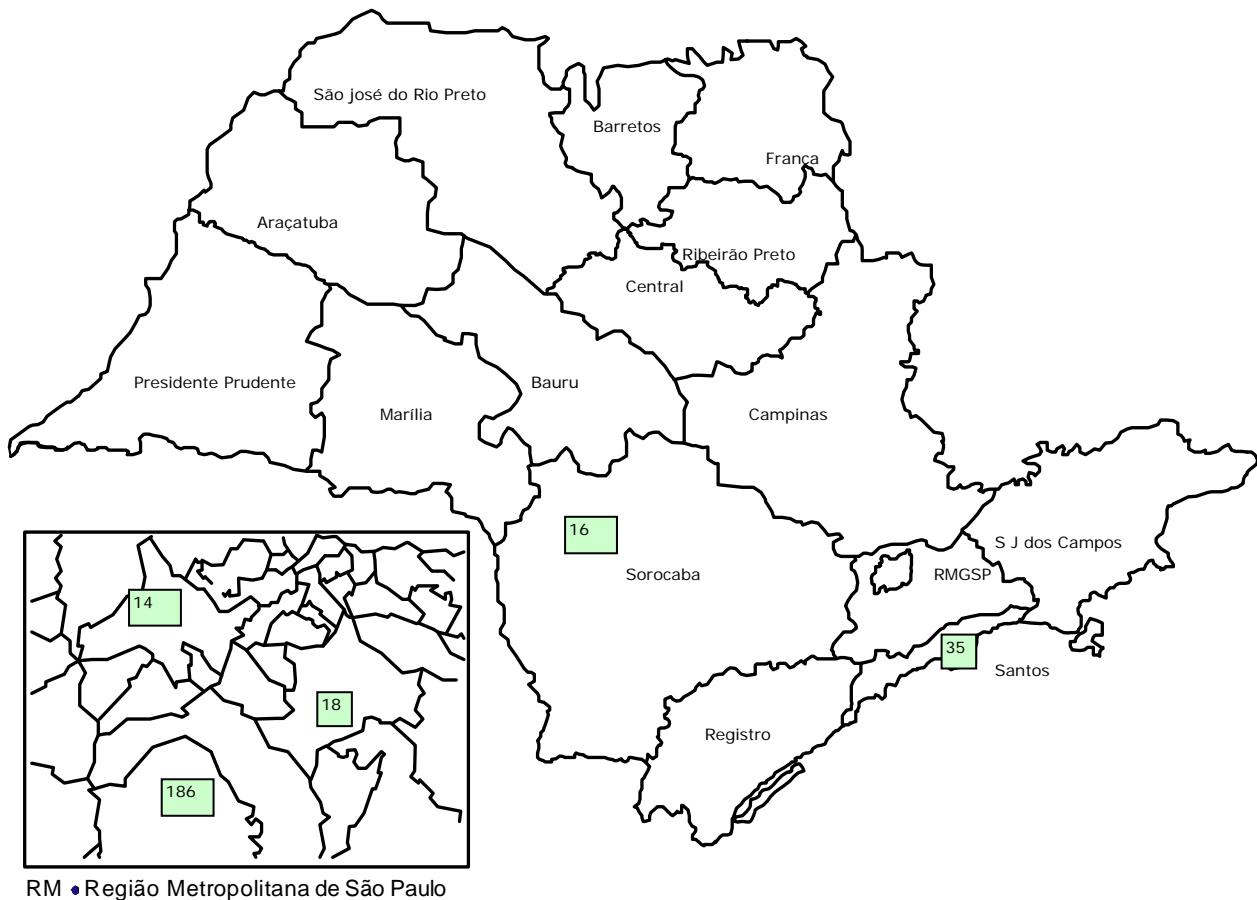 São josé do Rio Preto
Barretos
França
Araçatuba
Ribeirão Preto
Central
Presidente Prudente
Marília
Bauru
Campinas
16
Sorocaba
S J dos Campos
RMGSP
35
Santos
Registro
14
18
186
RM • Região Metropolitana de São Paulo